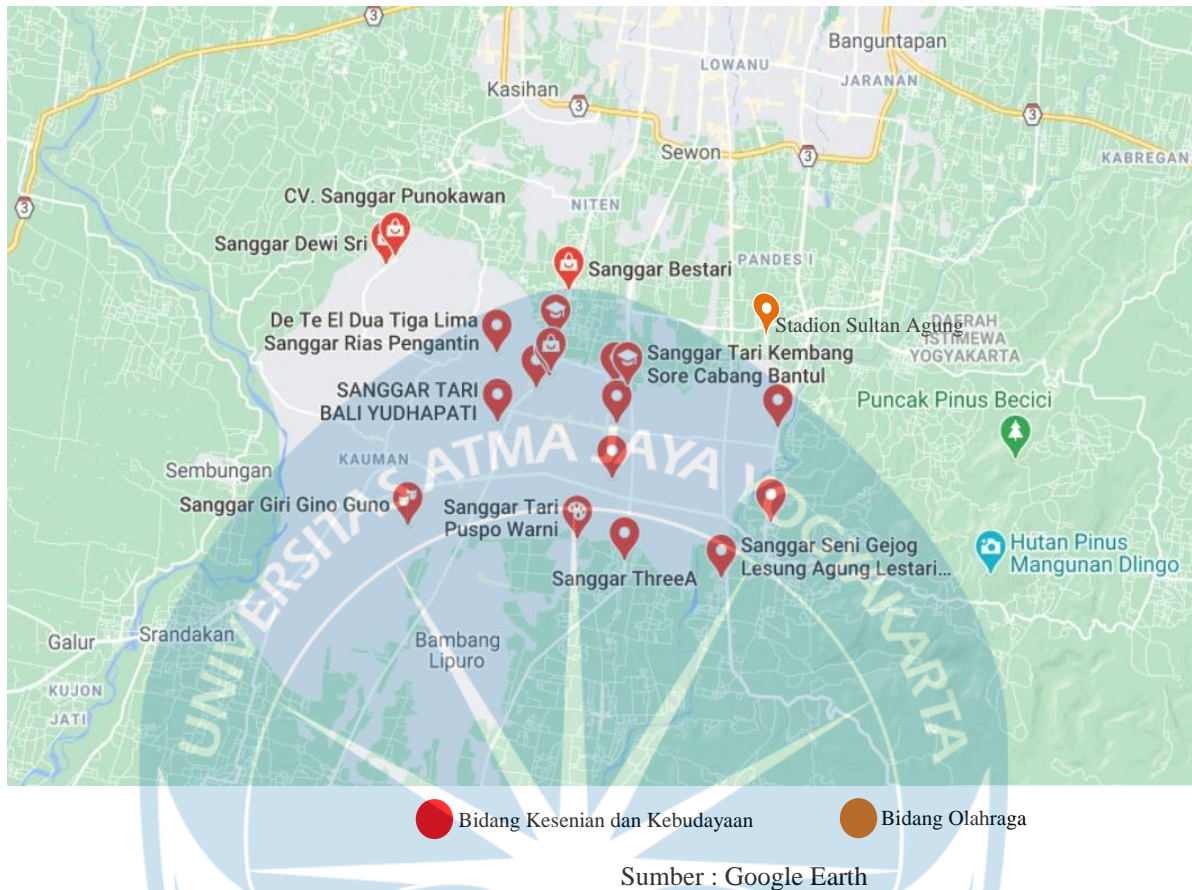 3
Banguntapan
LOWANU
JARANAN
Kasihan
3
3
Sewon
3
KABREGAN
CV. Sanggar Punokawan
NITEN
3
Sanggar Dewi Sri
PANDES I
Sanggar Bestari
De Te El Dua Tiga Lima
Sanggar Rias Pengantin
Stadion Sultan Agung
DAERAH
ISTIMEWA
YOGYAKARTA
Sanggar Tari Kembang
Sore Cabang Bantul
SANGGAR TARI
BALI YUDHAPATI
Puncak Pinus Becici
KAUMAN
Sembungan
Sanggar Giri Gino Guno
Sanggar Tari
Puspo Warni
Sanggar Seni Gejog
Lesung Agung Lestari...
Hutan Pinus
Mangunan Dlingo
Sanggar ThreeA
Galur
Srandakan
Bambang
Lipuro
KUJON
JATI
UNIVERSITAS ATMA JAYA YOGYAKARTA
Bidang Kesenian dan Kebudayaan
Bidang Olahraga
Sumber : Google Earth